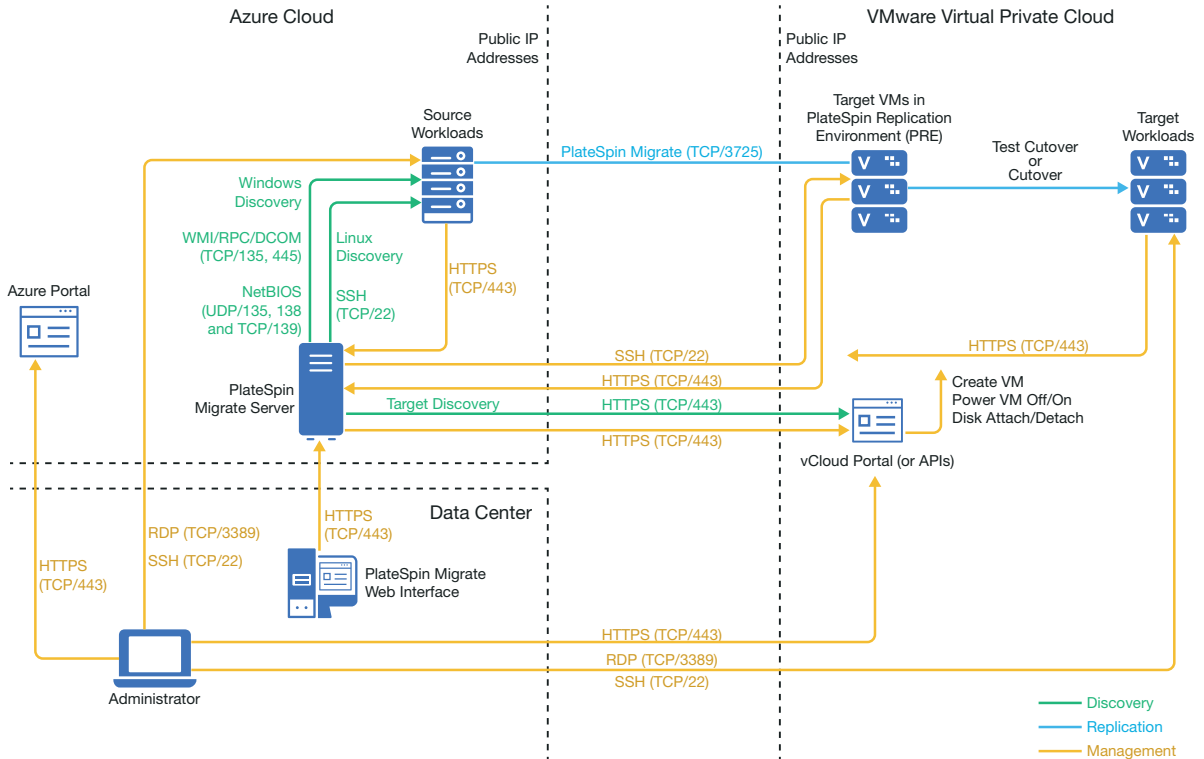 Azure Cloud
VMware Virtual Private Cloud
Public IP
Addresses
Public IP
Addresses
Source
Workloads
Target VMs in
PlateSpin Replication
Environment (PRE)
Target
Workloads
PlateSpin Migrate (TCP/3725)
Test Cutover
or
Cutover
Windows
Discovery
WMI/RPC/DCOM
(TCP/135, 445)
Linux
Discovery
NetBIOS
(UDP/135, 138
and TCP/139)
SSH
(TCP/22)
HTTPS
(TCP/443)
Azure Portal
PlateSpin
Migrate Server
SSH (TCP/22)
HTTPS (TCP/443)
HTTPS (TCP/443)
Target Discovery
HTTPS (TCP/443)
HTTPS (TCP/443)
Create VM
Power VM Off/On
Disk Attach/Detach
vCloud Portal (or APIs)
Data Center
HTTPS
(TCP/443)
RDP (TCP/3389)
SSH (TCP/22)
HTTPS
(TCP/443)
PlateSpin Migrate
Web Interface
HTTPS (TCP/443)
RDP (TCP/3389)
SSH (TCP/22)
Administrator
Discovery
Replication
Management